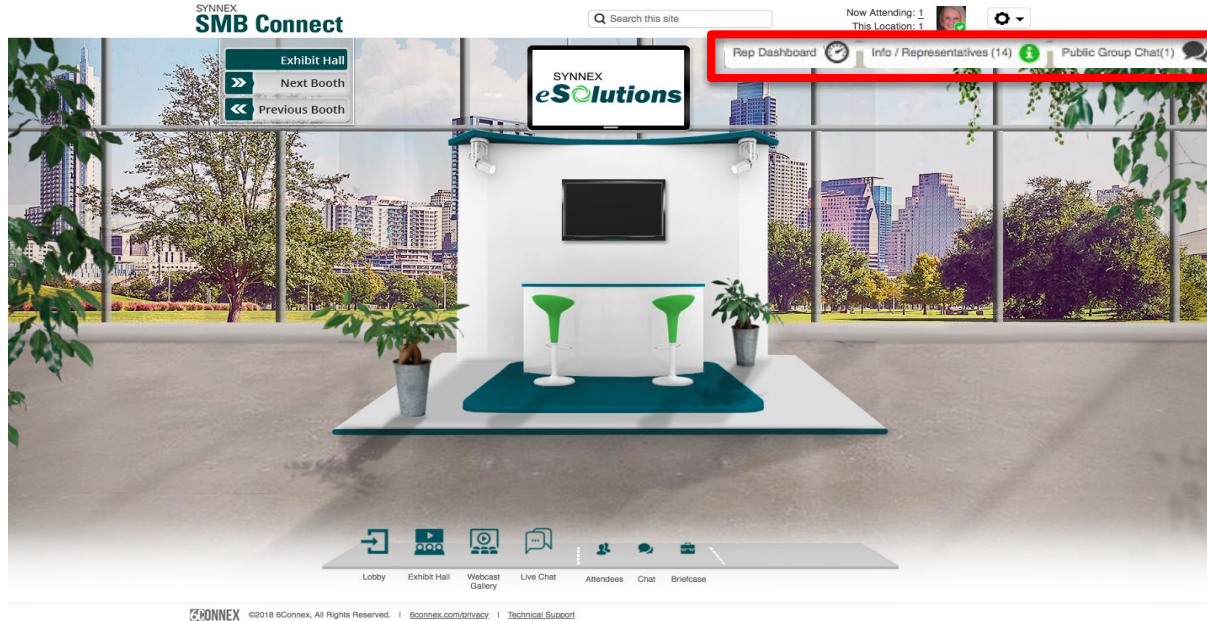 SYNNEX
SMB Connect
Search this site
Now Attending: 1
This Location: 1
Rep Dashboard
Info / Representatives (14)
Public Group Chat(1)
Exhibit Hall
Next Booth
Previous Booth
SYNNEX
eSolutions
Lobby
Exhibit Hall
Webcast
Gallery
Live Chat
Attendees
Chat
Briefcase
6CONNEX ©2018 6Connex, All Rights Reserved. | 6connex.com/privacy | Technical Support